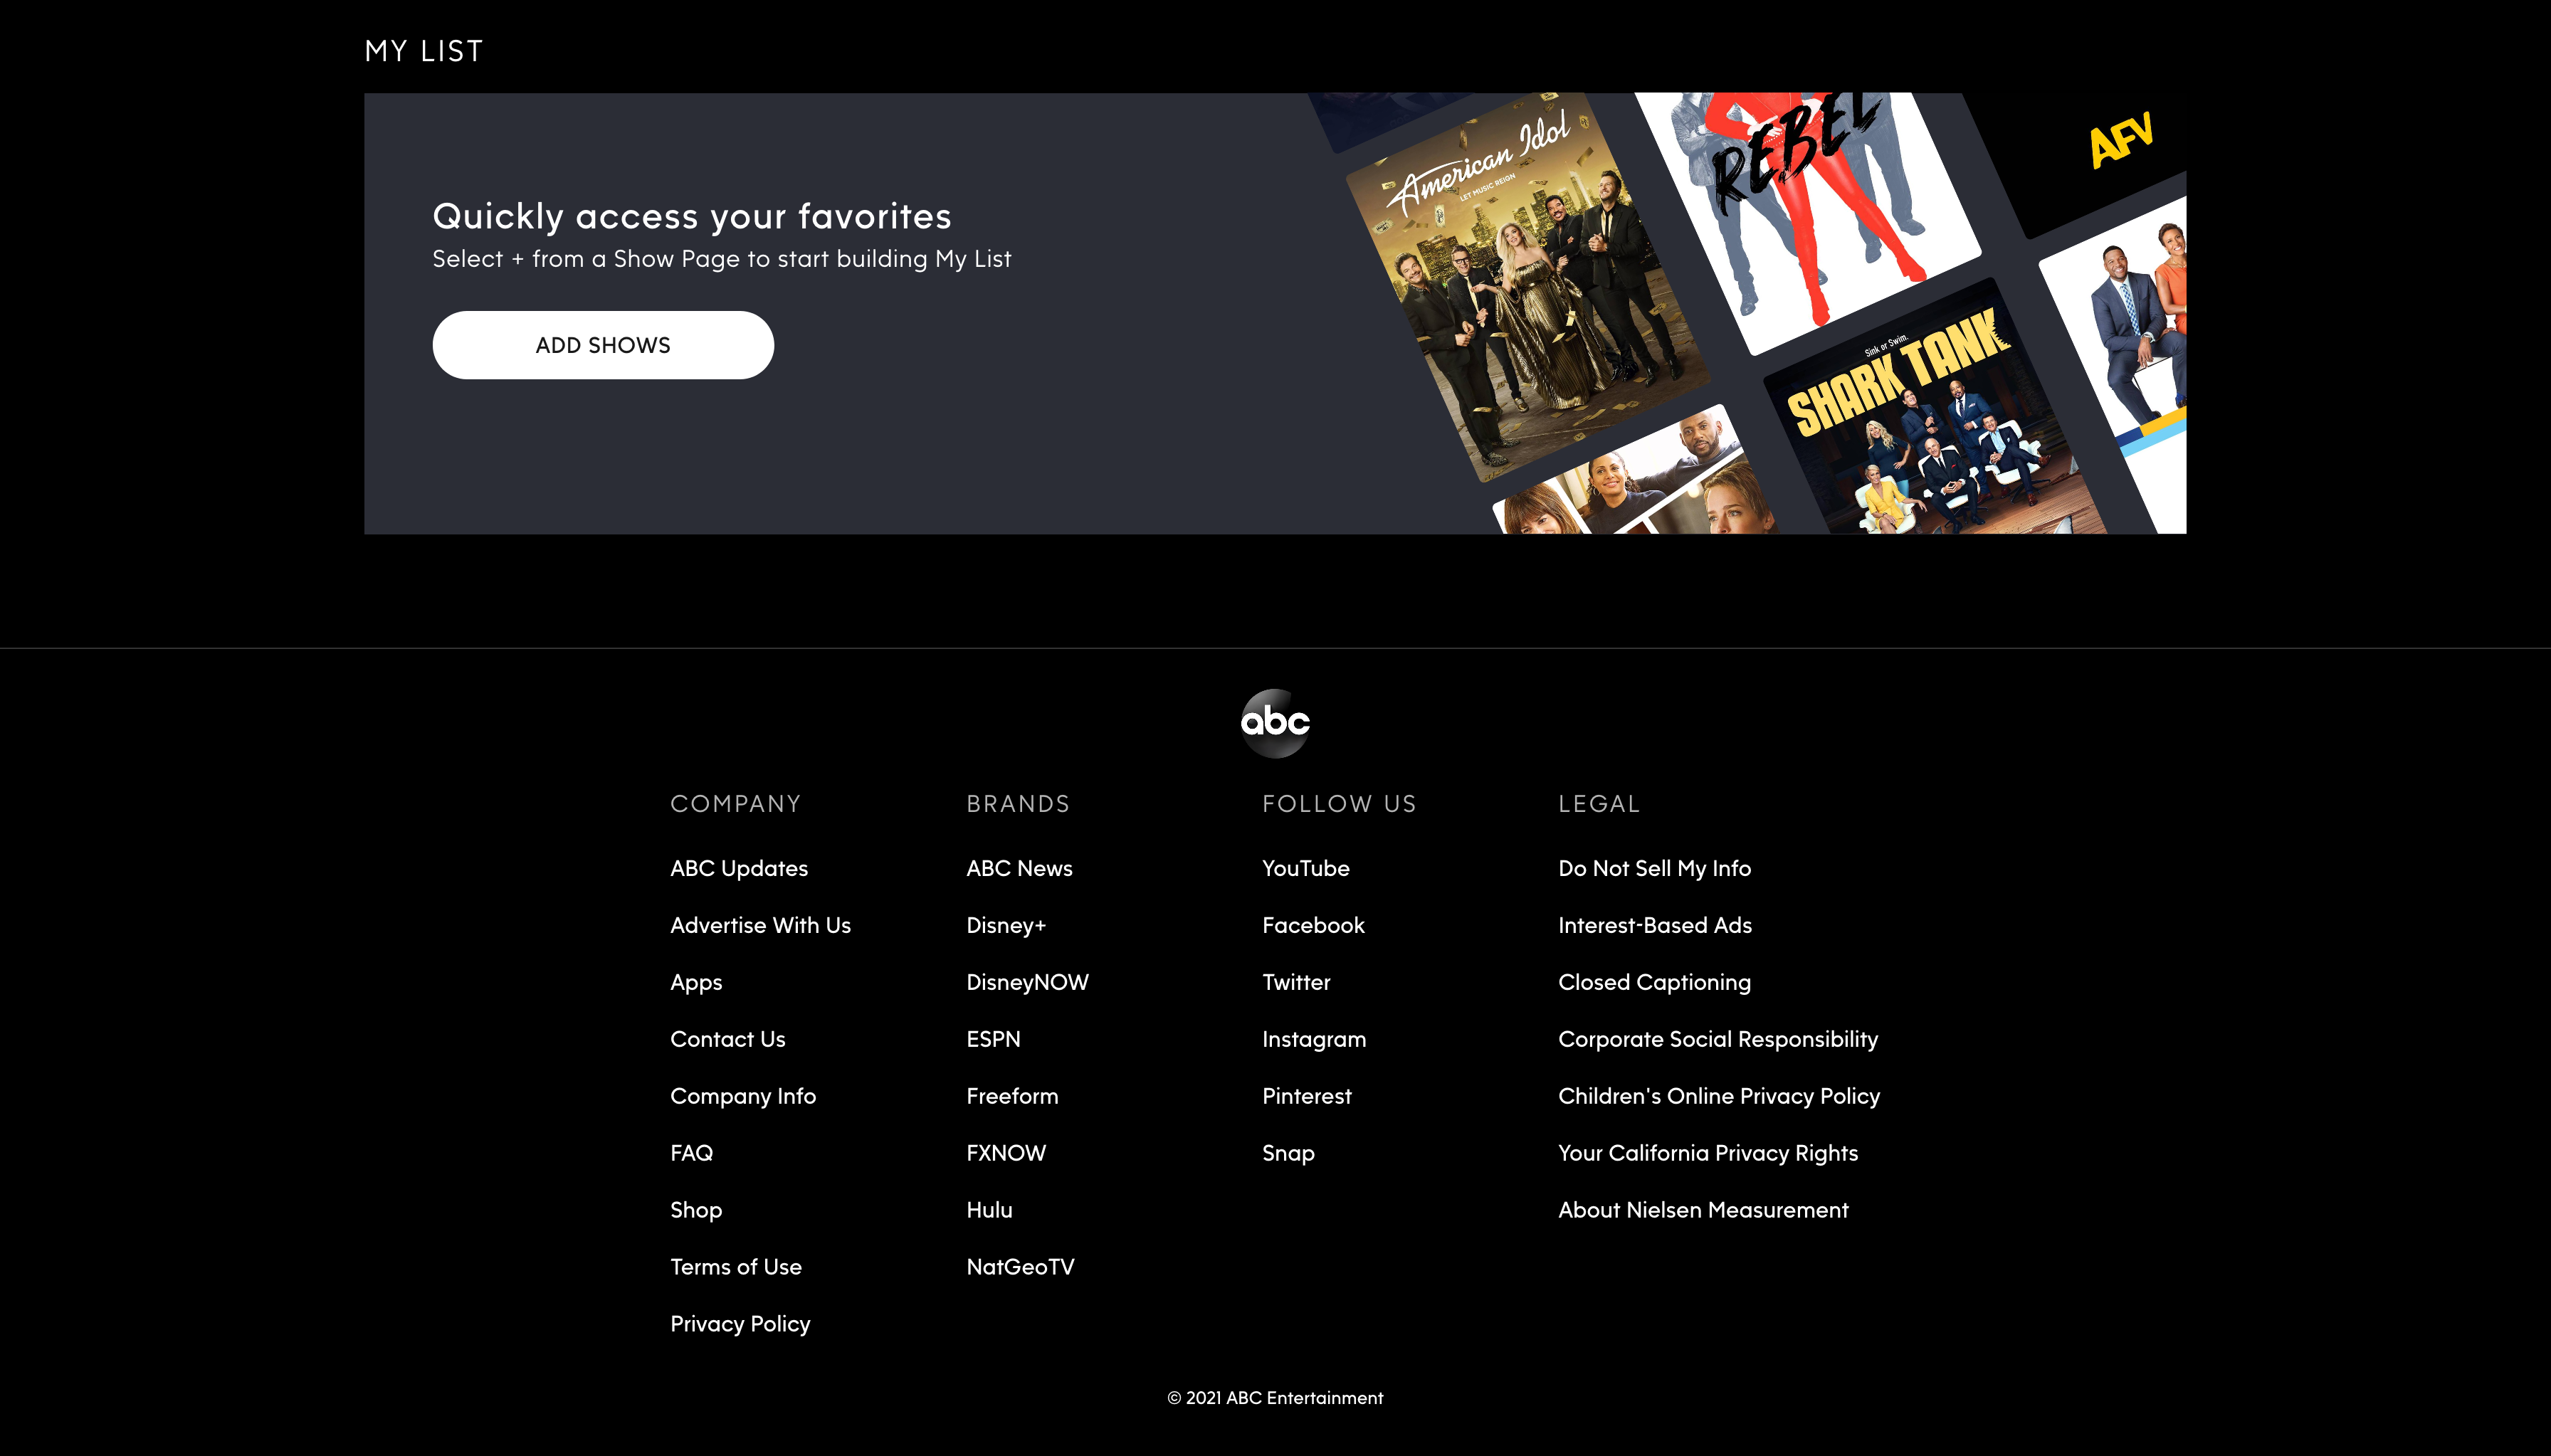 MY LIST
Quickly access your favorites
Select + from a Show Page to start building My List
ADD SHOWS
American Idol
LET MUSIC REIGN
REBEL
AFV
Sink or Swim.
SHARK TANK
abc
COMPANY
ABC Updates
Advertise With Us
Apps
Contact Us
Company Info
FAQ
Shop
Terms of Use
Privacy Policy
BRANDS
ABC News
Disney+
DisneyNOW
ESPN
Freeform
FXNOW
Hulu
NatGeoTV
FOLLOW US
YouTube
Facebook
Twitter
Instagram
Pinterest
Snap
LEGAL
Do Not Sell My Info
Interest-Based Ads
Closed Captioning
Corporate Social Responsibility
Children's Online Privacy Policy
Your California Privacy Rights
About Nielsen Measurement
© 2021 ABC Entertainment